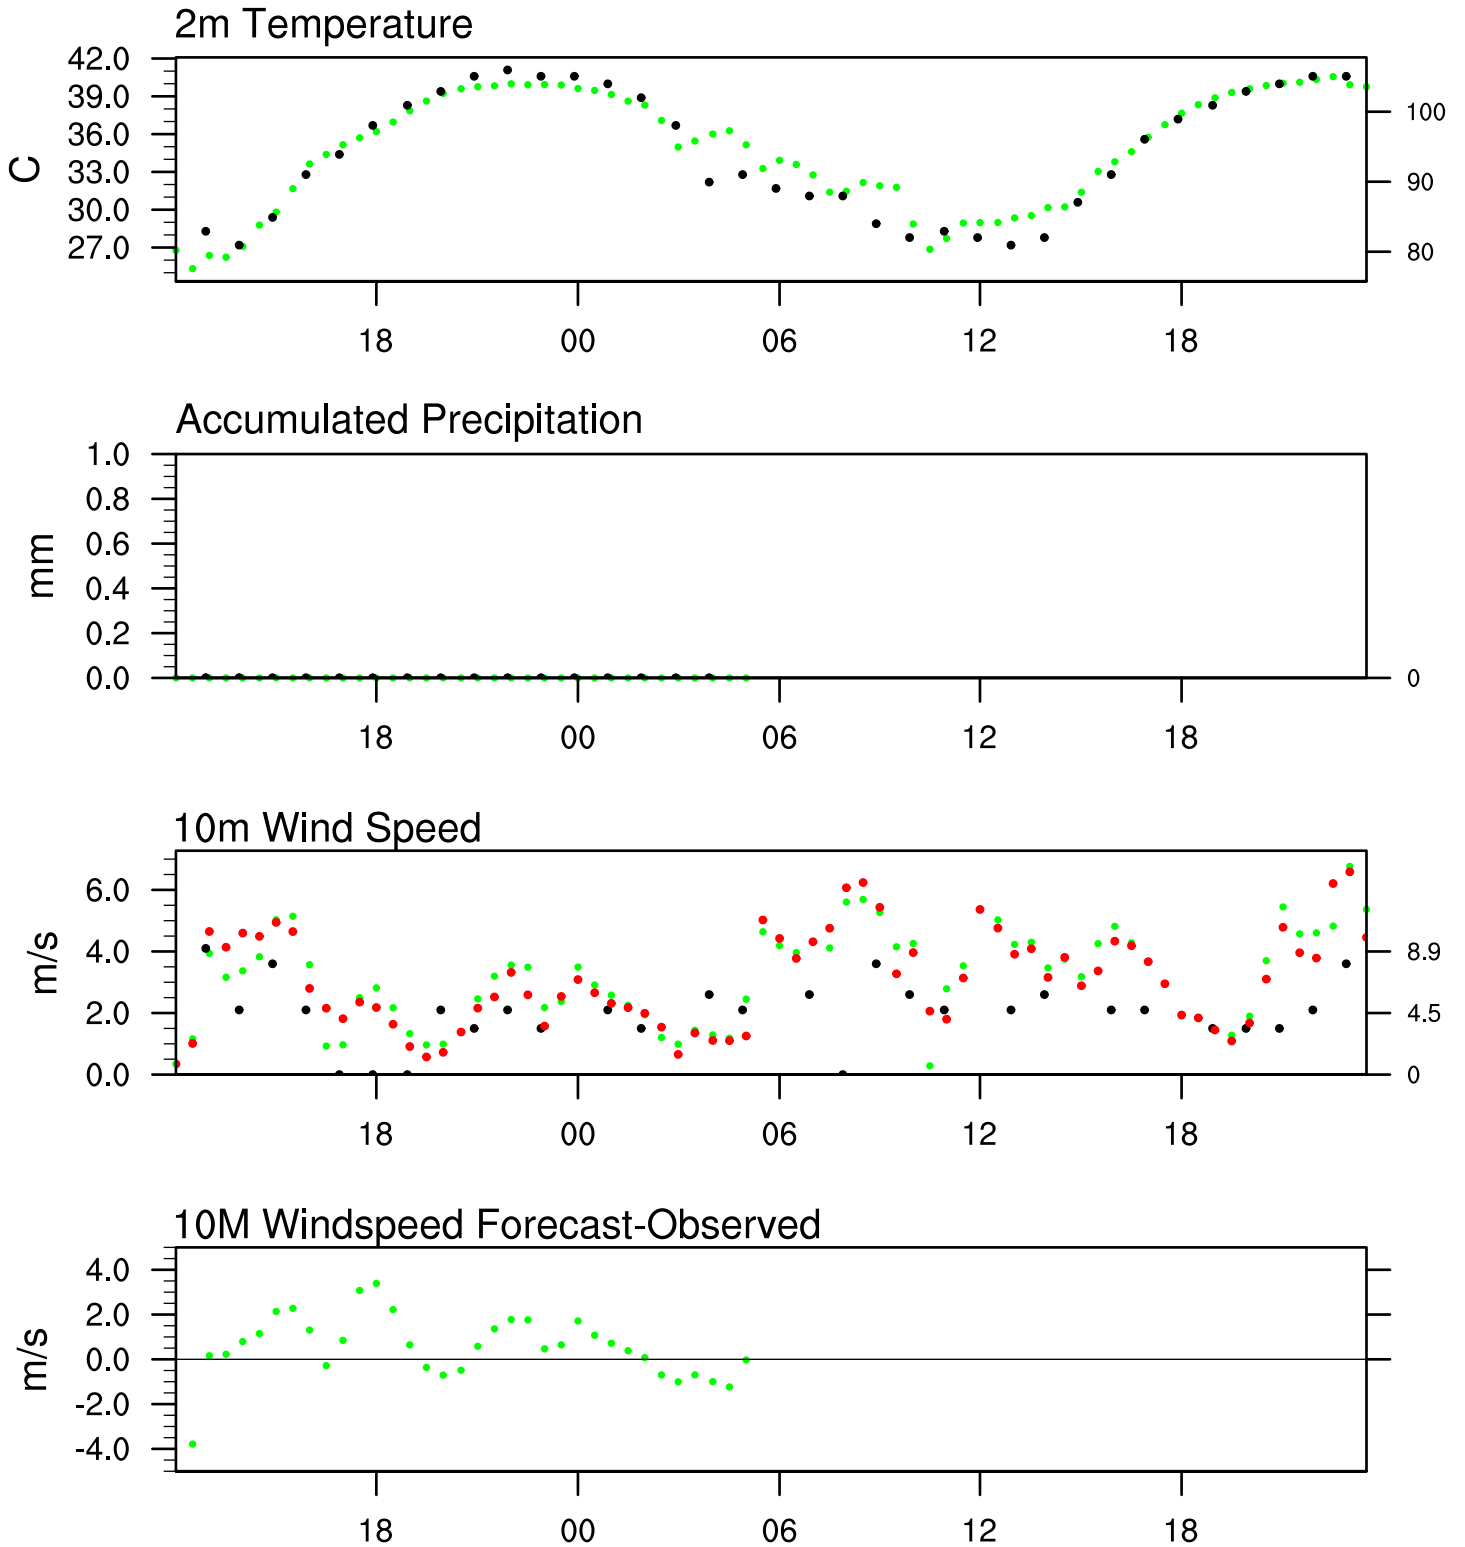 2m Temperature
42.0
39.0
36.0
33.0
30.0
27.0
C
100
90
80
18 00 06 12 18
Accumulated Precipitation
1.0
0.8
0.6
0.4
0.2
0.0
mm
0
18 00 06 12 18
10m Wind Speed
6.0
4.0
2.0
0.0
m/s
8.9
4.5
0
18 00 06 12 18
10M Windspeed Forecast-Observed
4.0
2.0
0.0
-2.0
-4.0
m/s
18 00 06 12 18